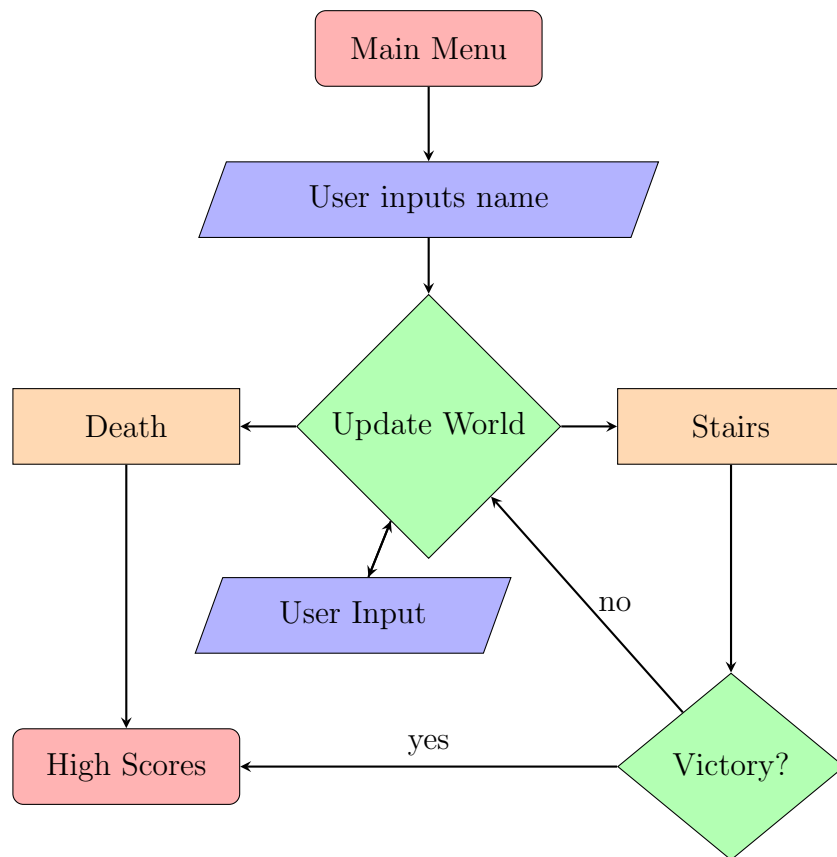 Main Menu
User inputs name
Death
Update World
Stairs
User Input
no
yes
High Scores
Victory?